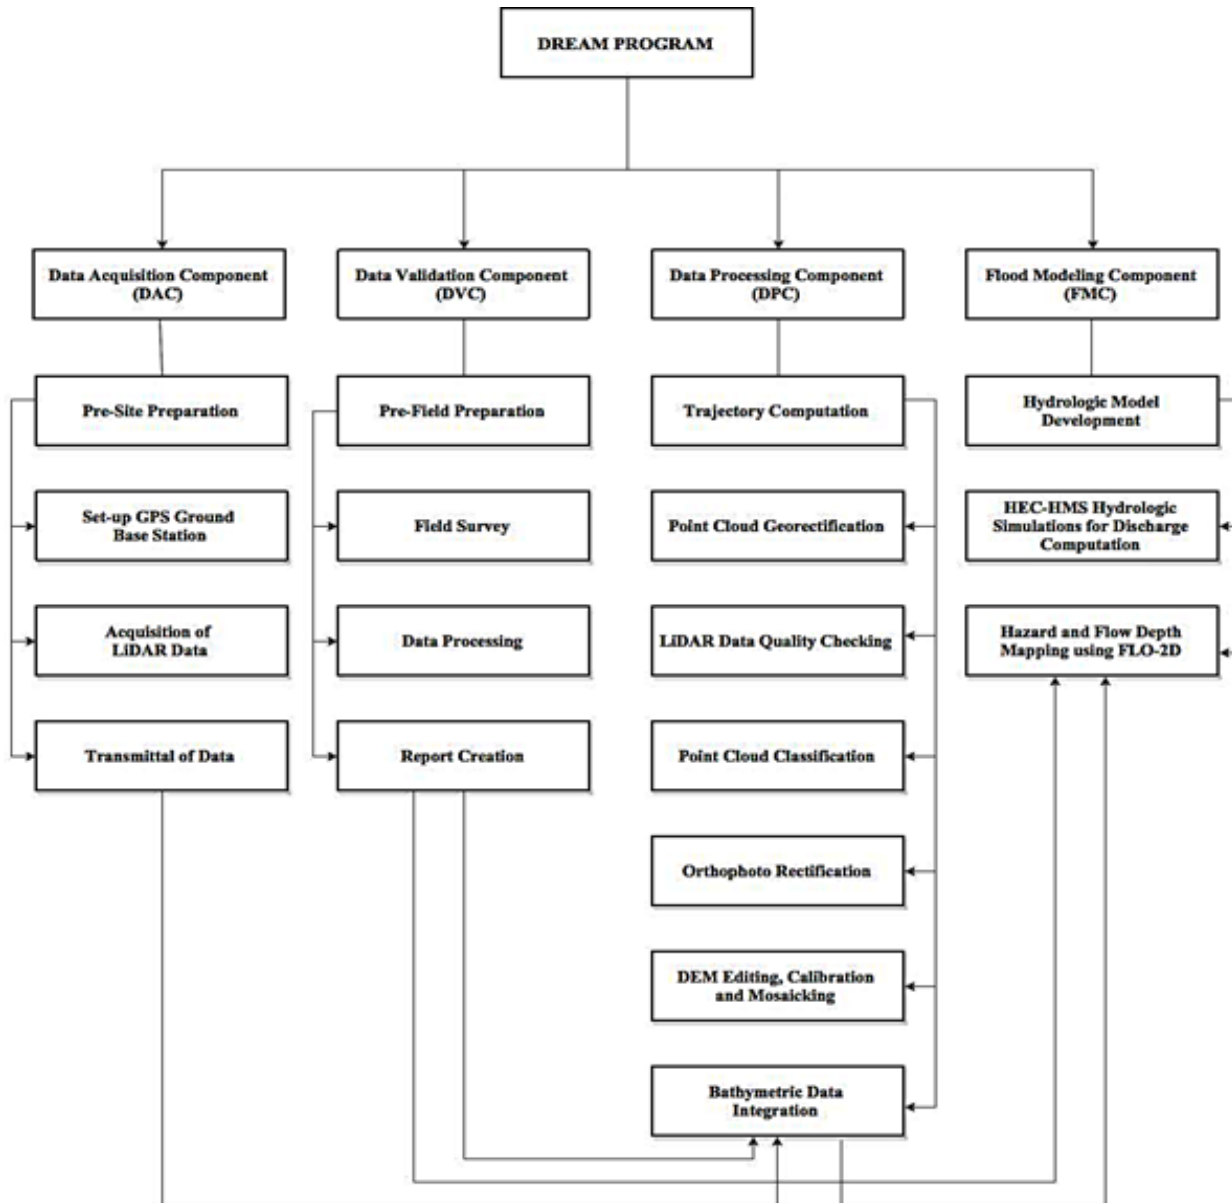 DREAM PROGRAM
Data Acquisition Component
(DAC)
Data Validation Component
(DVC)
Data Processing Component
(DPC)
Flood Modeling Component
(FMC)
Pre-Site Preparation
Pre-Field Preparation
Trajectory Computation
Hydrologic Model
Development
Set-up GPS Ground
Base Station
Field Survey
Point Cloud Georectification
HEC-HMS Hydrologic
Simulations for Discharge
Computation
Acquisition of
LiDAR Data
Data Processing
LiDAR Data Quality Checking
Hazard and Flow Depth
Mapping using FLO-2D
Transmittal of Data
Report Creation
Point Cloud Classification
Orthophoto Rectification
DEM Editing, Calibration
and Mosaicking
Bathymetric Data
Integration